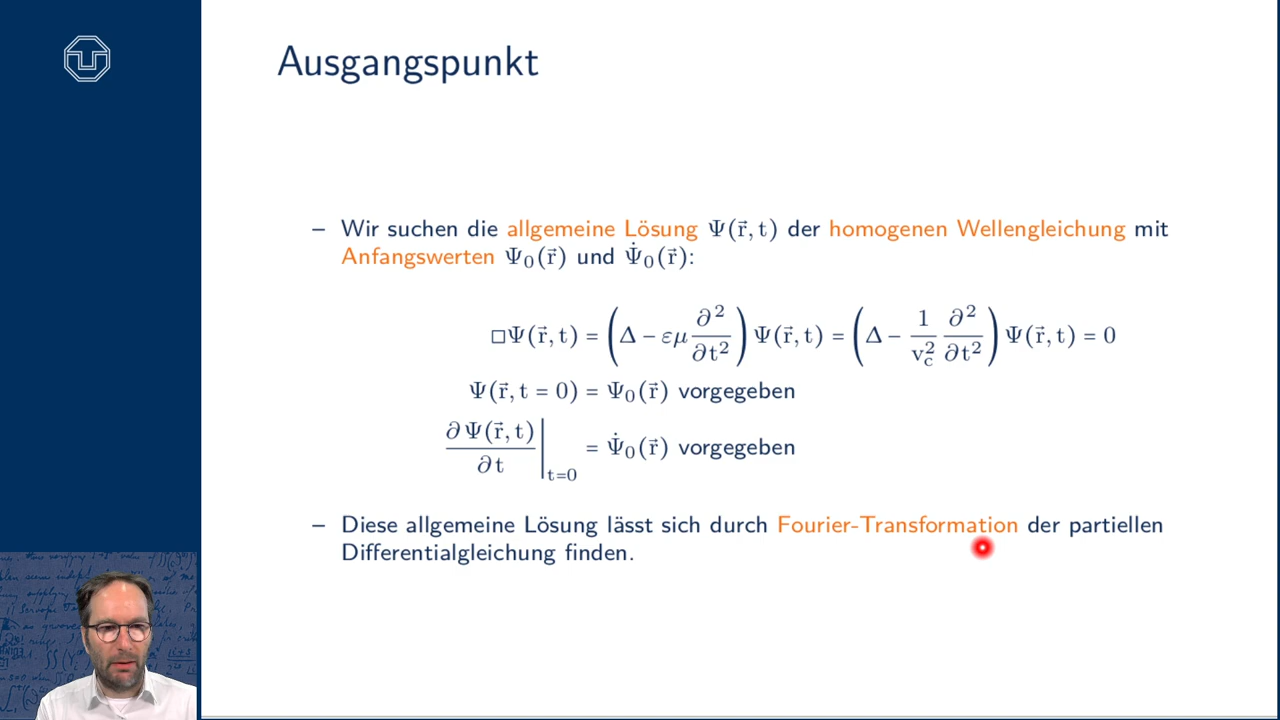 Ausgangspunkt
– Wir suchen die allgemeine Lösung Ψ(r⃗, t) der homogenen Wellengleichung mit
Anfangswerten Ψ₀(r⃗) und Ψ̇₀(r⃗):
□Ψ(r⃗, t) = (Δ − εμ ∂²/∂t²) Ψ(r⃗, t) = (Δ − 1/v_c² ∂²/∂t²) Ψ(r⃗, t) = 0
Ψ(r⃗, t = 0) = Ψ₀(r⃗) vorgegeben
∂Ψ(r⃗, t)/∂t |_{t=0} = Ψ̇₀(r⃗) vorgegeben
– Diese allgemeine Lösung lässt sich durch Fourier-Transformation der partiellen
Differentialgleichung finden.